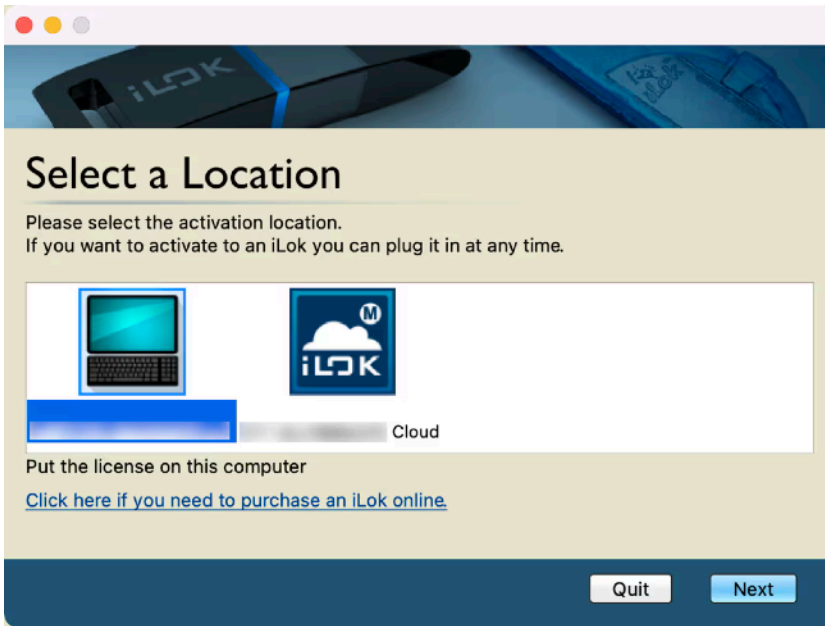 iLOK
iLok
Select a Location
Please select the activation location.
If you want to activate to an iLok you can plug it in at any time.
M
iLOK
Cloud
Put the license on this computer
Click here if you need to purchase an iLok online.
Quit
Next